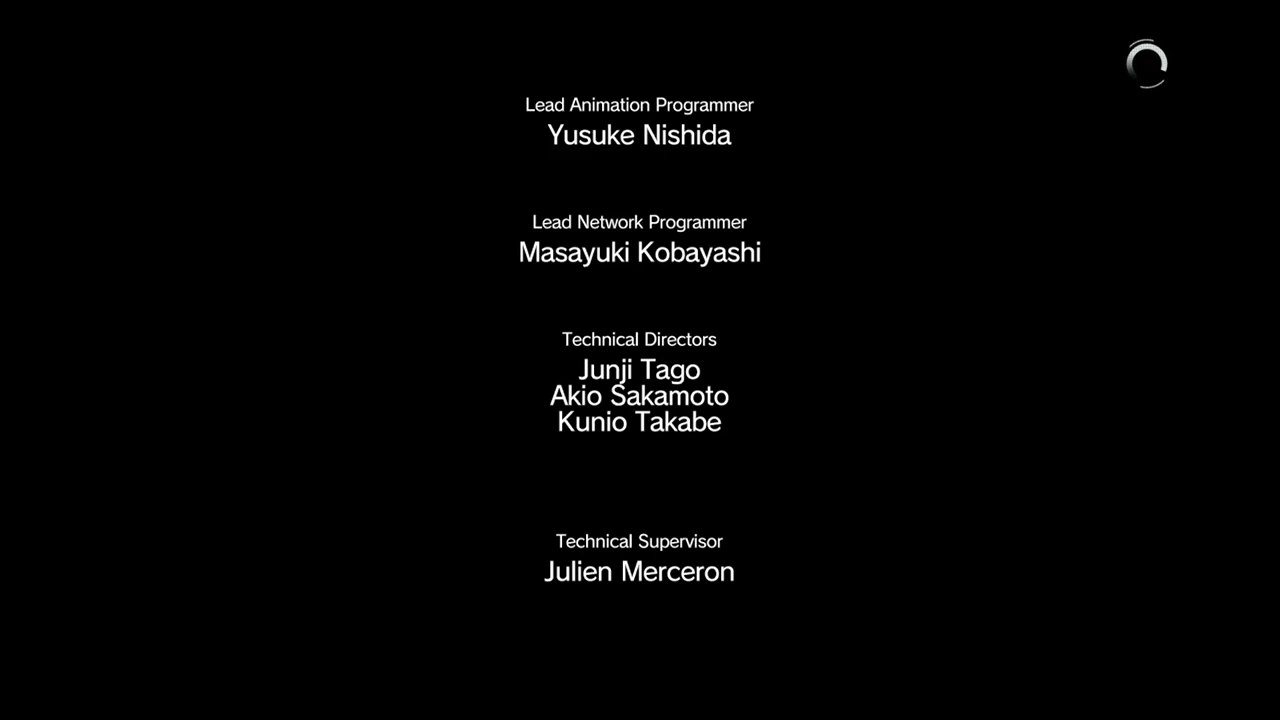 Lead Animation Programmer
Yusuke Nishida
Lead Network Programmer
Masayuki Kobayashi
Technical Directors
Junji Tago
Akio Sakamoto
Kunio Takabe
Technical Supervisor
Julien Merceron